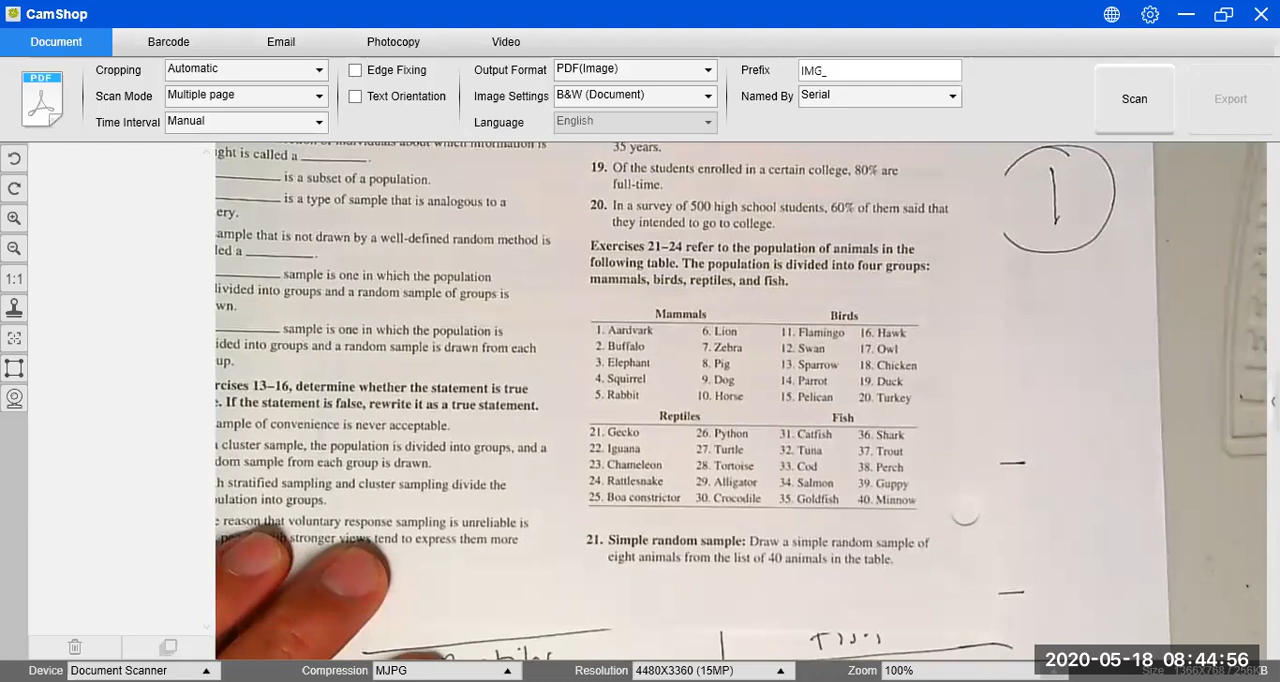 CamShop
Document Barcode Email Photocopy Video
PDF
Cropping Automatic
Scan Mode Multiple page
Time Interval Manual
Edge Fixing
Text Orientation
Output Format PDF(Image)
Image Settings B&W (Document)
Language English
Prefix IMG_
Named By Serial
Scan
Export
1:1
ght is called a ________.
________ is a subset of a population.
________ is a type of sample that is analogous to a
ery.
ample that is not drawn by a well-defined random method is
led a ________.
________ sample is one in which the population
livided into groups and a random sample of groups is
wn.
________ sample is one in which the population is
ided into groups and a random sample is drawn from each
up.
rcises 13–16, determine whether the statement is true
e. If the statement is false, rewrite it as a true statement.
ample of convenience is never acceptable.
cluster sample, the population is divided into groups, and a
dom sample from each group is drawn.
h stratified sampling and cluster sampling divide the
pulation into groups.
e reason that voluntary response sampling is unreliable is
stronger views tend to express them more
35 years.
19. Of the students enrolled in a certain college, 80% are
full-time.
20. In a survey of 500 high school students, 60% of them said that
they intended to go to college.
Exercises 21–24 refer to the population of animals in the
following table. The population is divided into four groups:
mammals, birds, reptiles, and fish.
Mammals Birds
1. Aardvark 6. Lion 11. Flamingo 16. Hawk
2. Buffalo 7. Zebra 12. Swan 17. Owl
3. Elephant 8. Pig 13. Sparrow 18. Chicken
4. Squirrel 9. Dog 14. Parrot 19. Duck
5. Rabbit 10. Horse 15. Pelican 20. Turkey
Reptiles Fish
21. Gecko 26. Python 31. Catfish 36. Shark
22. Iguana 27. Turtle 32. Tuna 37. Trout
23. Chameleon 28. Tortoise 33. Cod 38. Perch
24. Rattlesnake 29. Alligator 34. Salmon 39. Guppy
25. Boa constrictor 30. Crocodile 35. Goldfish 40. Minnow
21. Simple random sample: Draw a simple random sample of
eight animals from the list of 40 animals in the table.
1
2020-05-18 08:44:56
Device Document Scanner Compression MJPG Resolution 4480X3360 (15MP) Zoom 100%